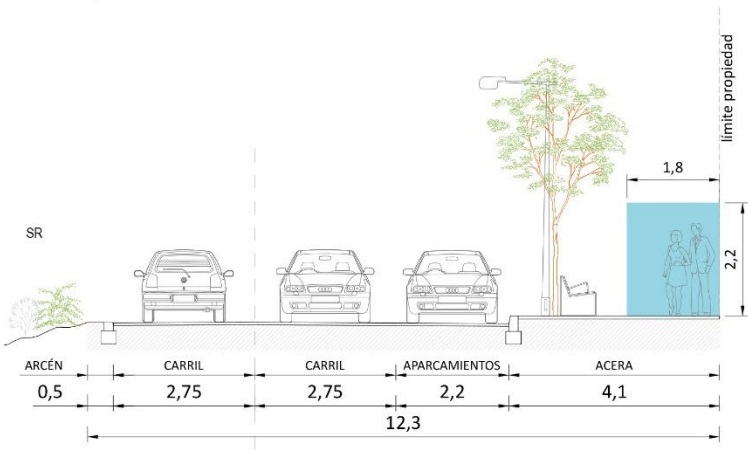 límite propiedad
1,8
2,2
SR
ARCÉN CARRIL CARRIL APARCAMIENTOS ACERA
0,5 2,75 2,75 2,2 4,1
12,3